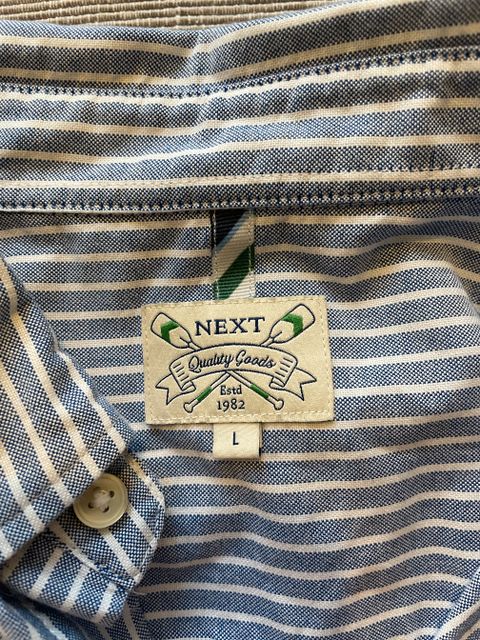 NEXT
Quality Goods
Estd
1982
L